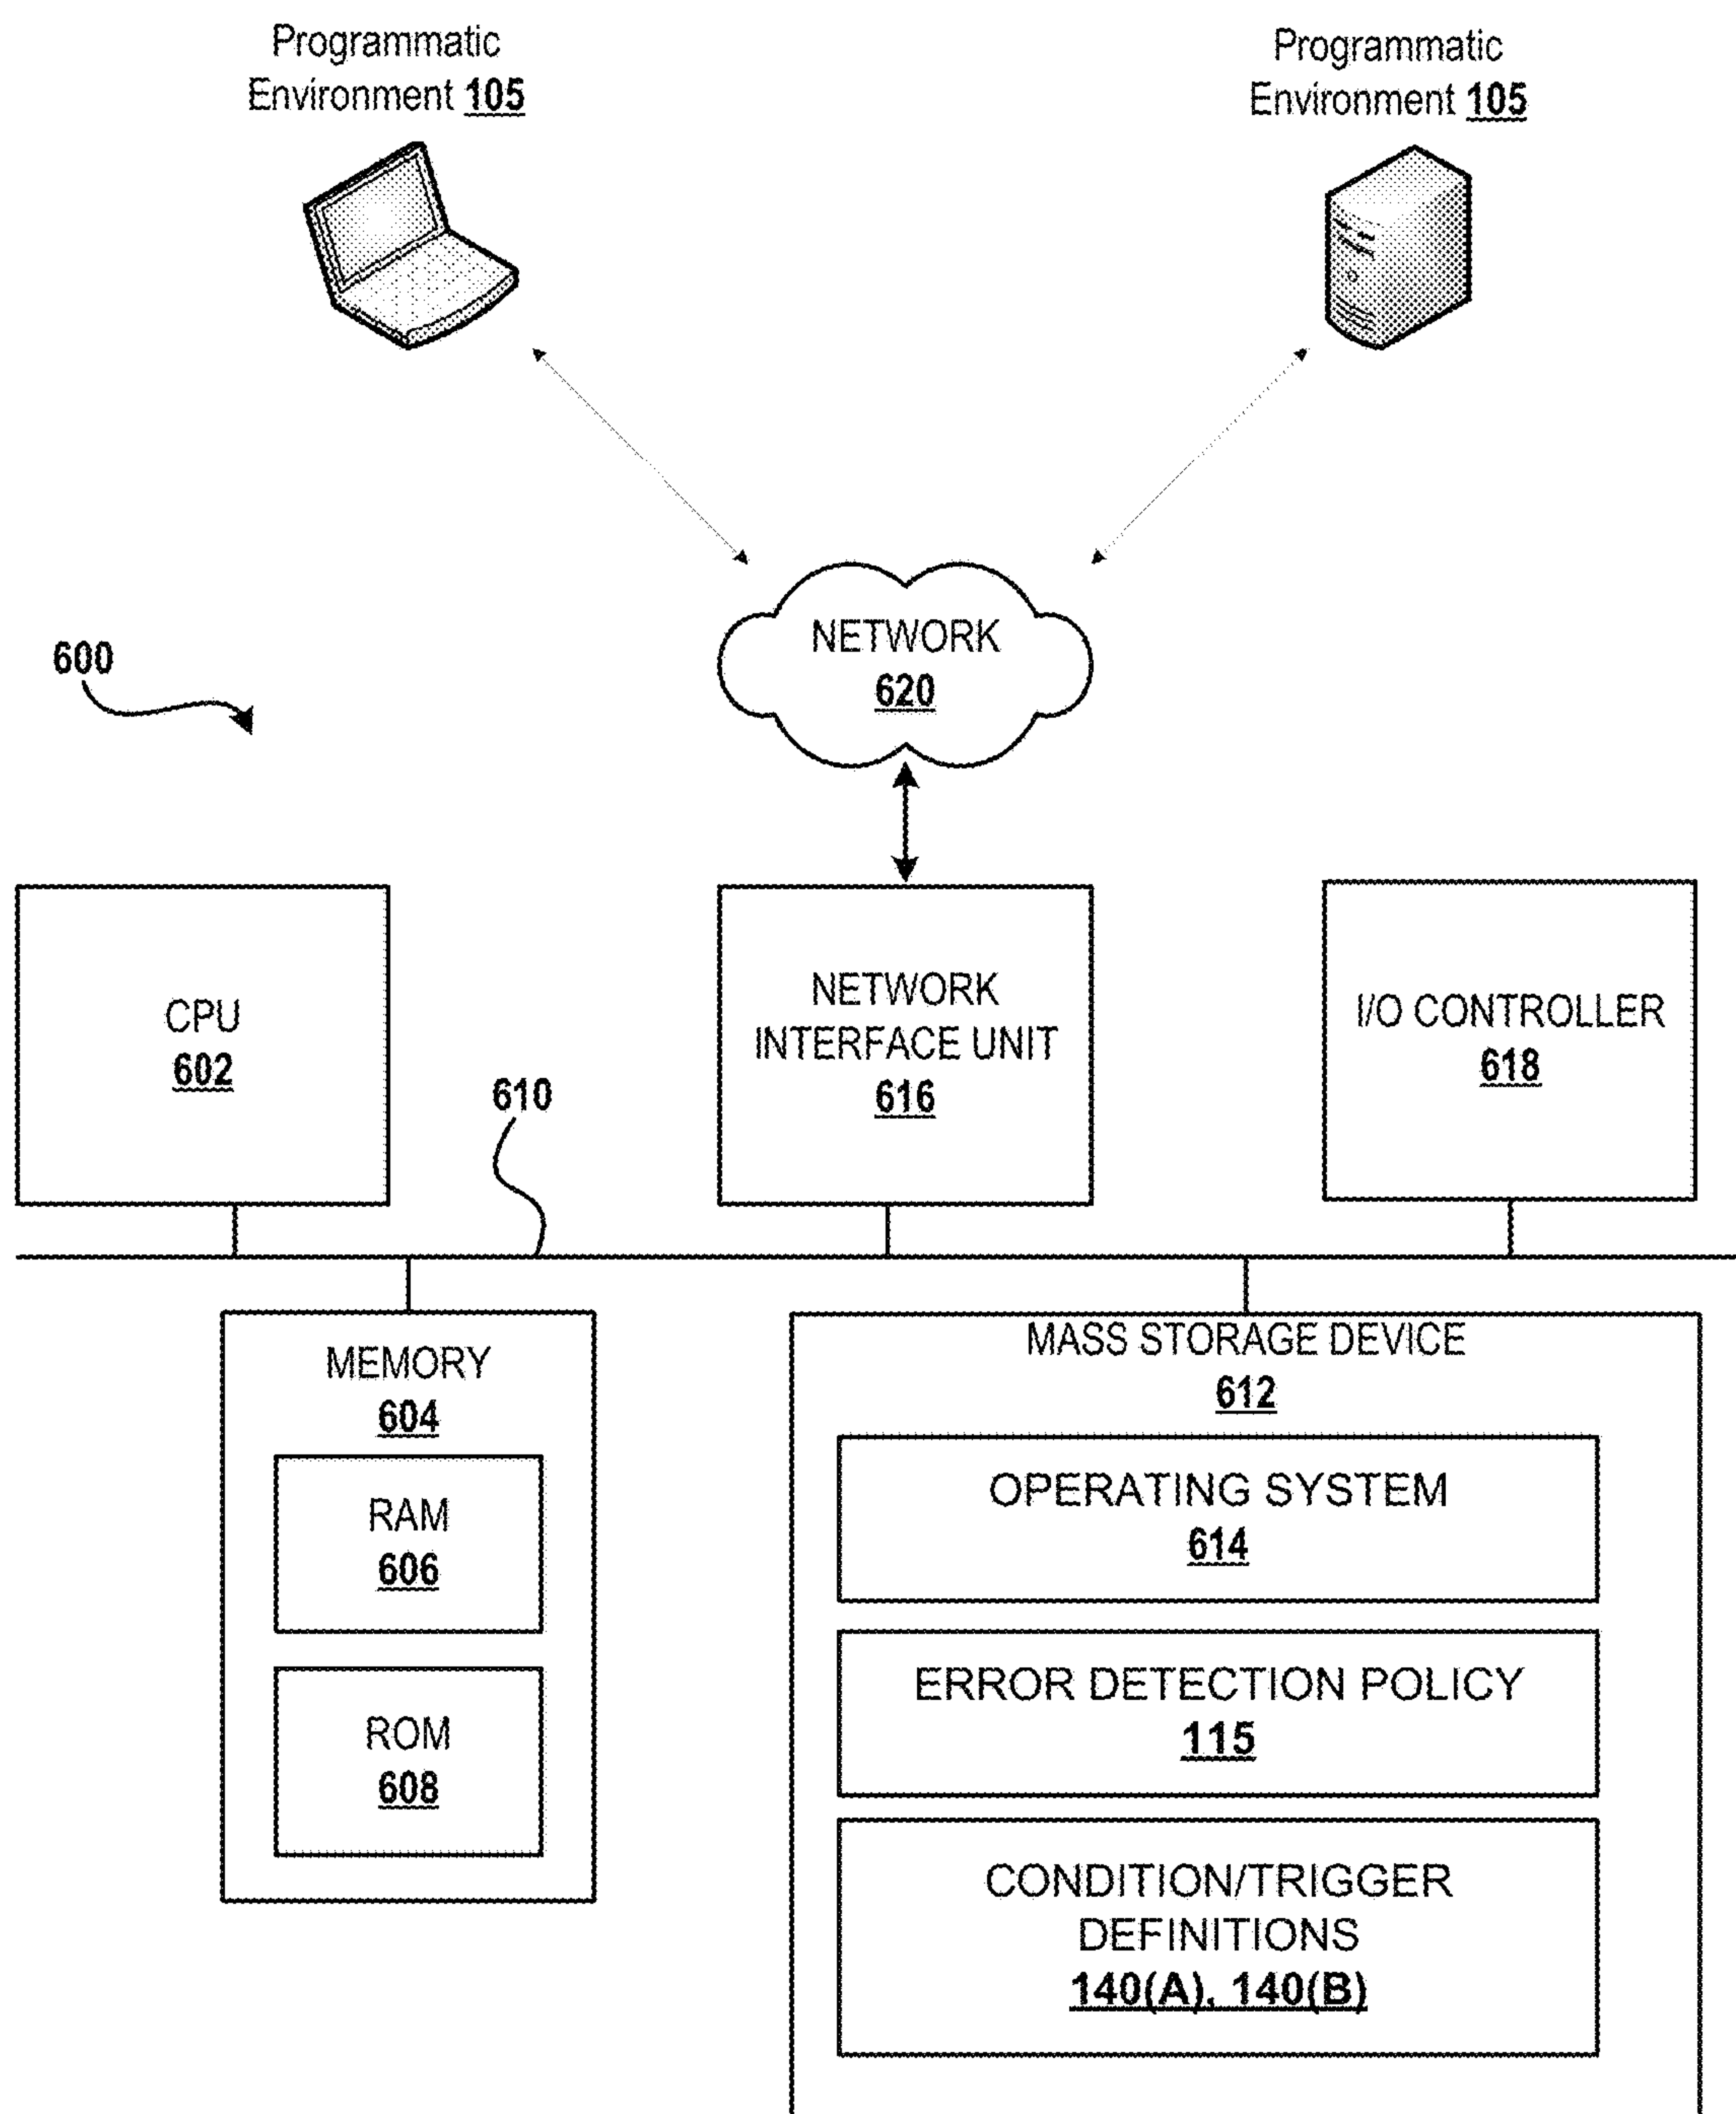 Programmatic
Environment 105
Programmatic
Environment 105
NETWORK
620
600
CPU
602
NETWORK
INTERFACE UNIT
616
I/O CONTROLLER
618
610
MEMORY
604
RAM
606
ROM
608
MASS STORAGE DEVICE
612
OPERATING SYSTEM
614
ERROR DETECTION POLICY
115
CONDITION/TRIGGER
DEFINITIONS
140(A), 140(B)